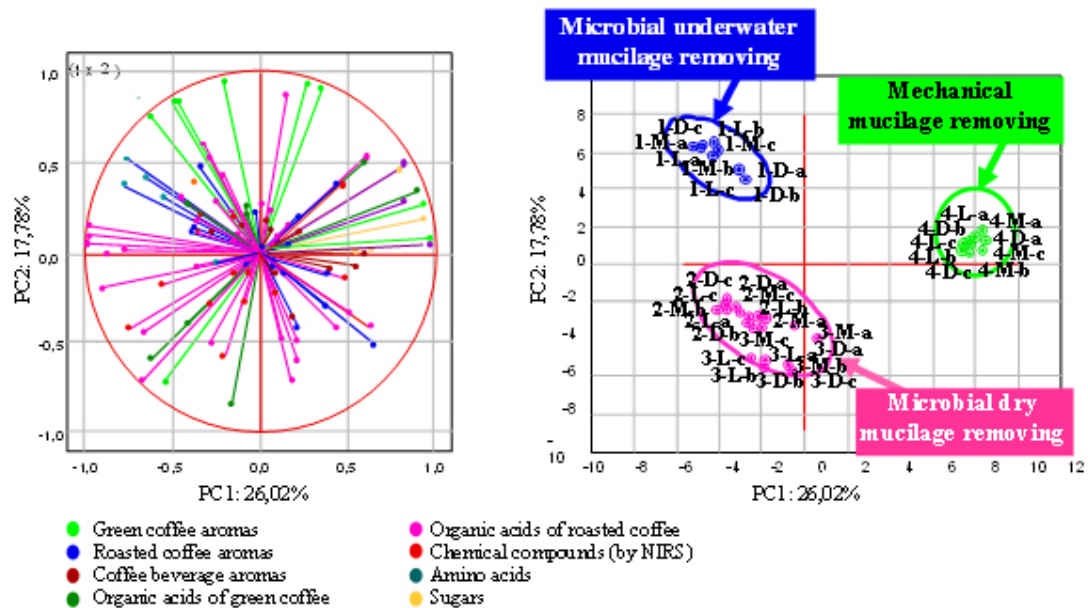 Microbial underwater
mucilage removing
Mechanical
mucilage removing
Microbial dry
mucilage removing
(1 x 2)
1,0
0,5
0,0
-0,5
-1,0
-1,0
-0,5
0,0
0,5
1,0
PC2: 17,78%
PC1: 26,02%
8
6
4
2
0
-2
-4
-6
-8
-
10
-10
-8
-6
-4
-2
0
2
4
6
8
10
12
PC2: 17,78%
PC1: 26,02%
1-D-c
1-L-b
1-M-a
1-M-c
1-L-a
1-M-b
1-D-a
1-L-c
1-D-b
4-L-a
4-M-a
4-D-b
4-D-a
4-L-c
4-M-c
4-L-b
4-D-c
4-M-b
2-D-c
2-D-a
2-L-c
2-M-c
2-M-b
2-L-b
2-L-a
2-M-a
2-D-b
3-M-c
3-M-a
3-D-a
3-L-c
3-L-a
3-M-b
3-L-b
3-D-b
3-D-c
Green coffee aromas
Roasted coffee aromas
Coffee beverage aromas
Organic acids of green coffee
Organic acids of roasted coffee
Chemical compounds (by NIRS)
Amino acids
Sugars